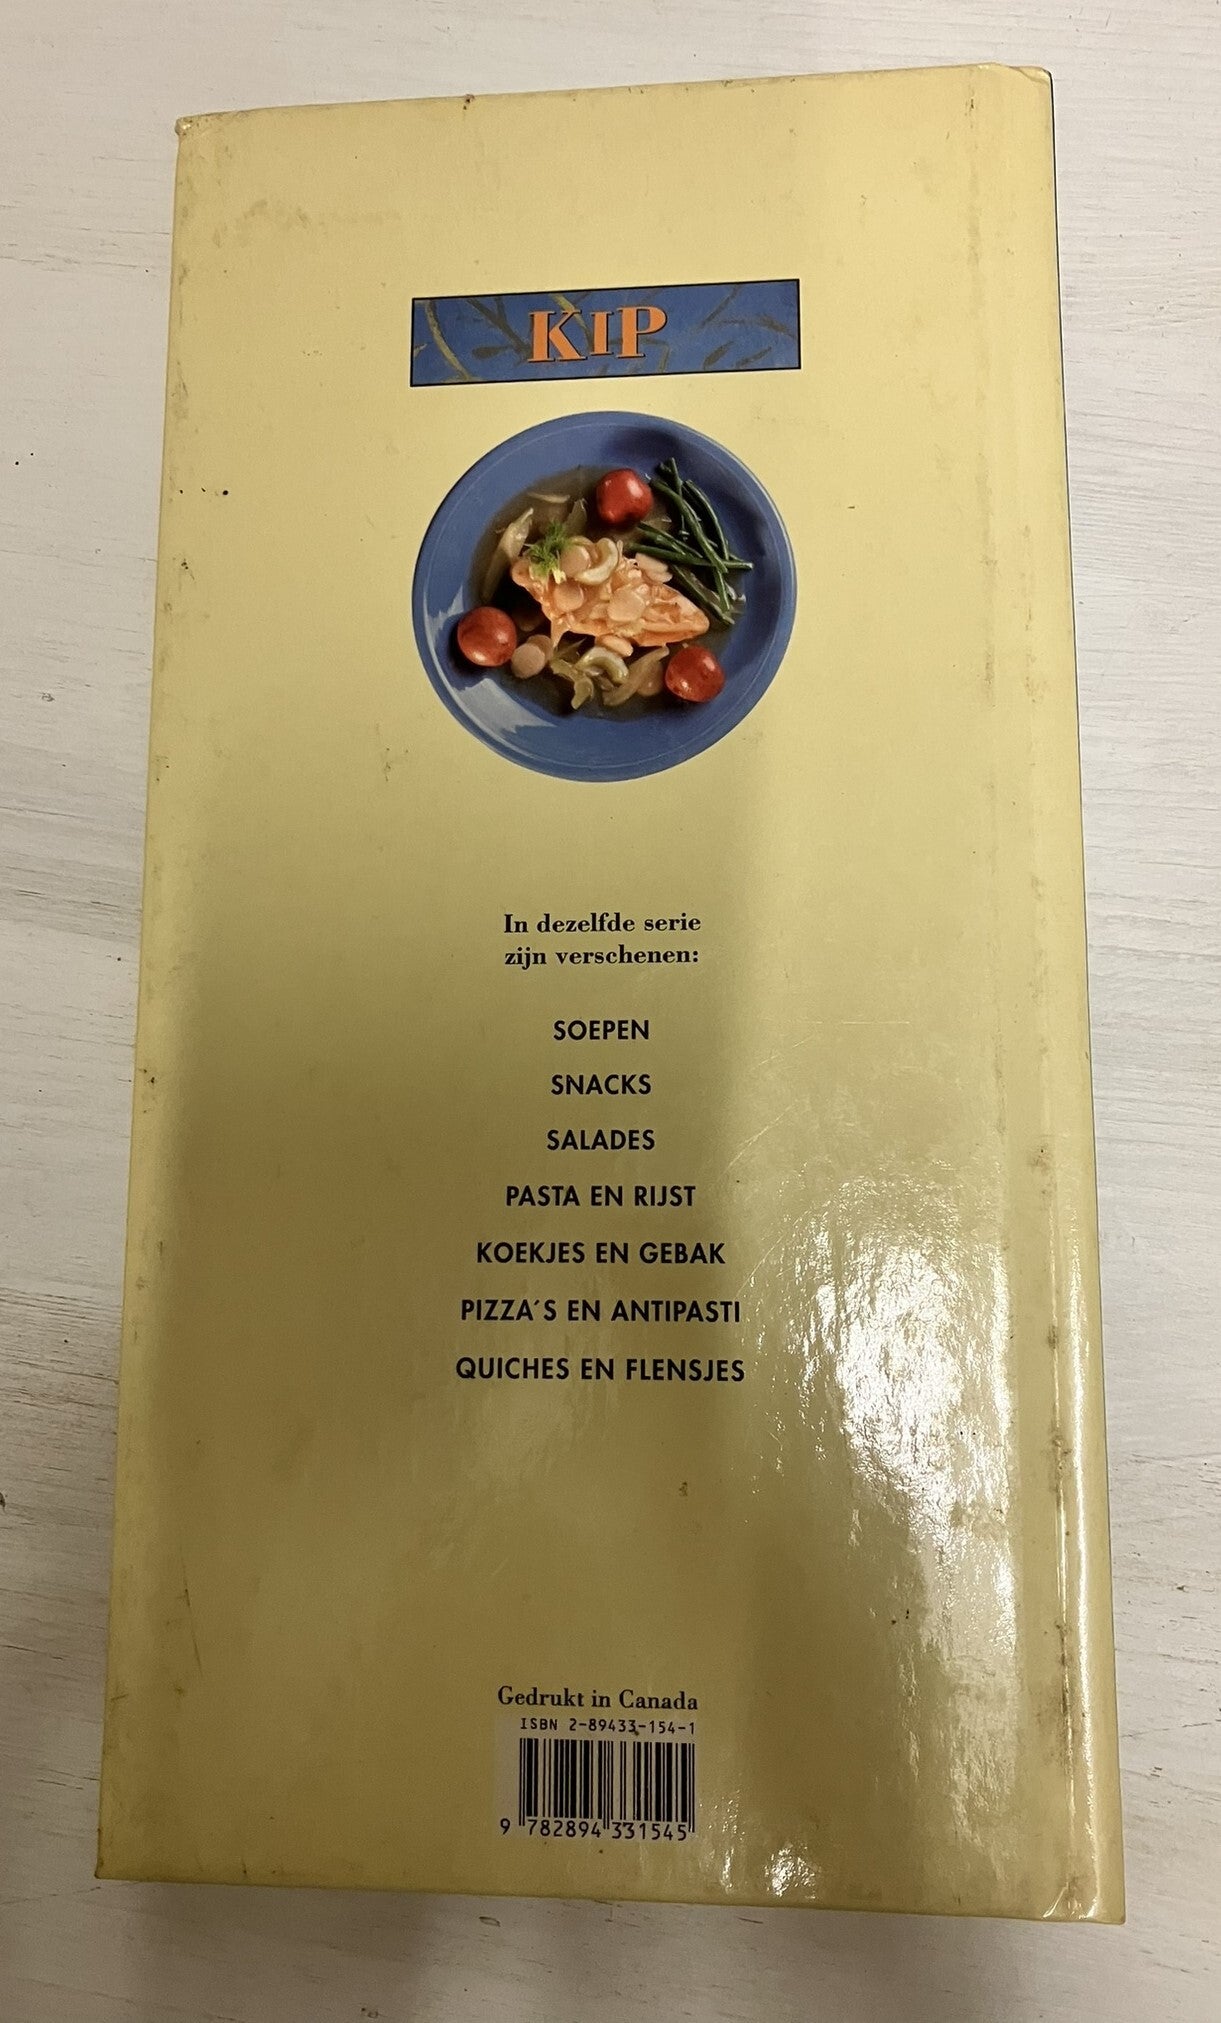 KIP
In dezelfde serie
zijn verschenen:
SOEPEN
SNACKS
SALADES
PASTA EN RIJST
KOEKJES EN GEBAK
PIZZA´S EN ANTIPASTI
QUICHES EN FLENSJES
Gedrukt in Canada
ISBN 2-89433-154-1
9 782894 331545